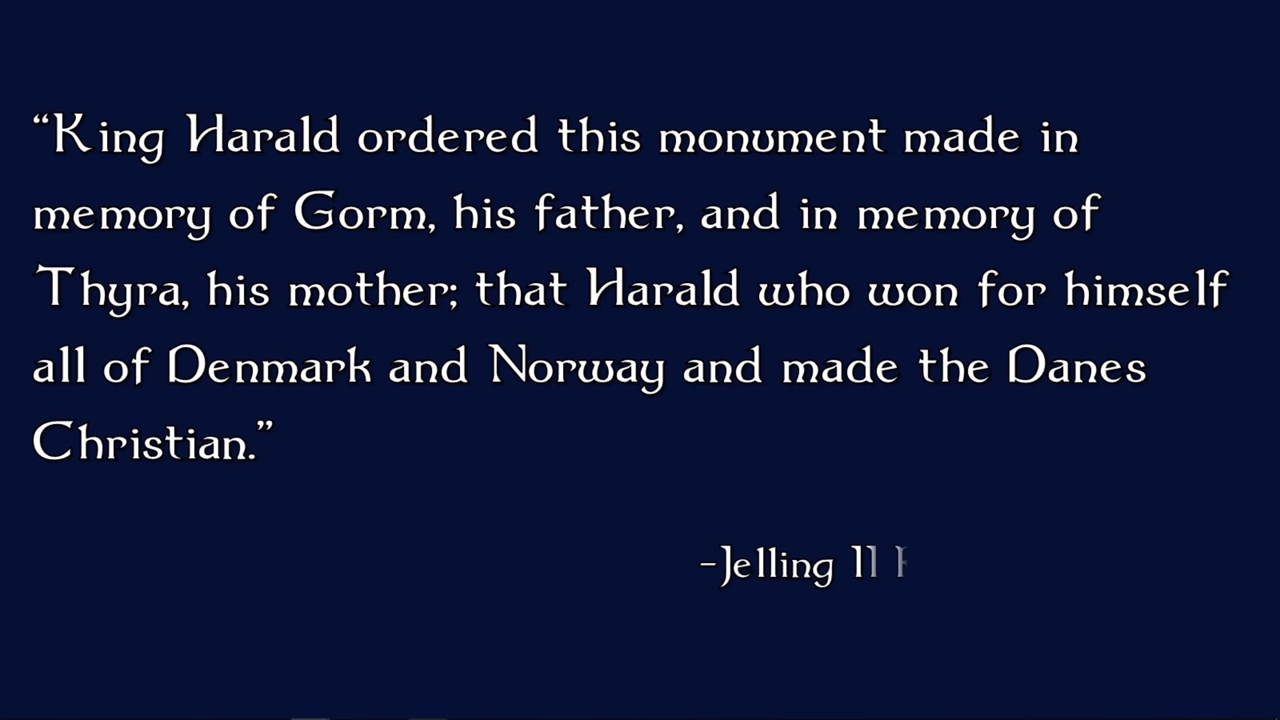 “King Harald ordered this monument made in
memory of Gorm, his father, and in memory of
Thyra, his mother; that Harald who won for himself
all of Denmark and Norway and made the Danes
Christian.”
-Jelling II